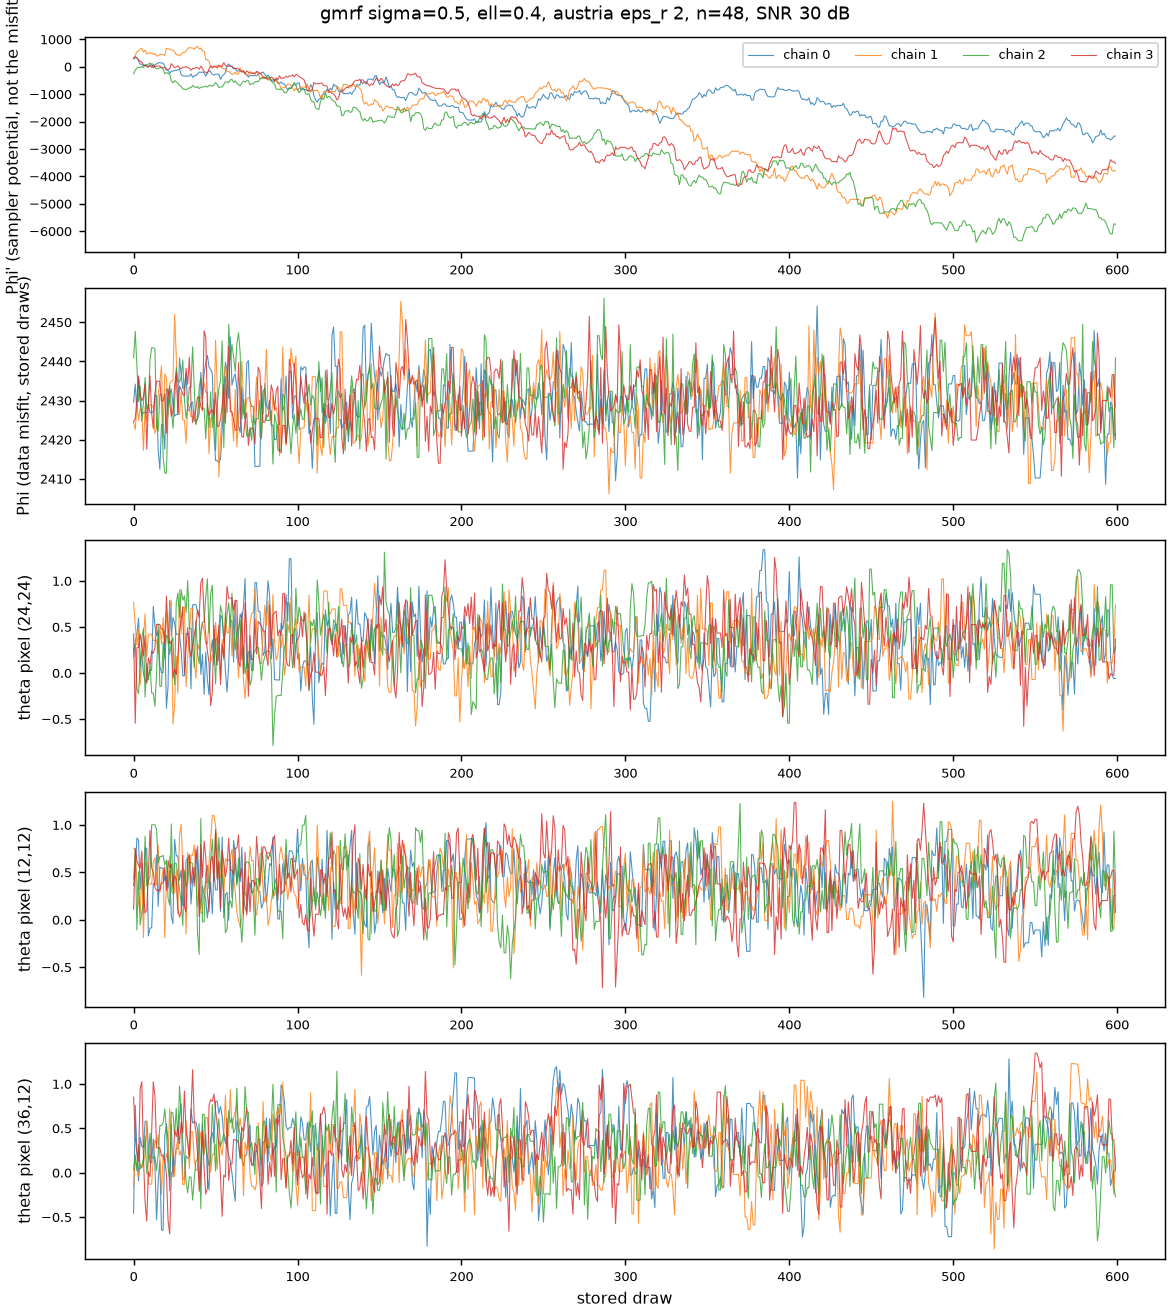 gmrf sigma=0.5, ell=0.4, austria eps_r 2, n=48, SNR 30 dB
Phi' (sampler potential, not the misfit
1000
0
−1000
−2000
−3000
−4000
−5000
−6000
chain 0 chain 1 chain 2 chain 3
0 100 200 300 400 500 600
Phi (data misfit, stored draws)
2450
2440
2430
2420
2410
0 100 200 300 400 500 600
theta pixel (24,24)
1.0
0.5
0.0
−0.5
0 100 200 300 400 500 600
theta pixel (12,12)
1.0
0.5
0.0
−0.5
0 100 200 300 400 500 600
theta pixel (36,12)
1.0
0.5
0.0
−0.5
0 100 200 300 400 500 600
stored draw